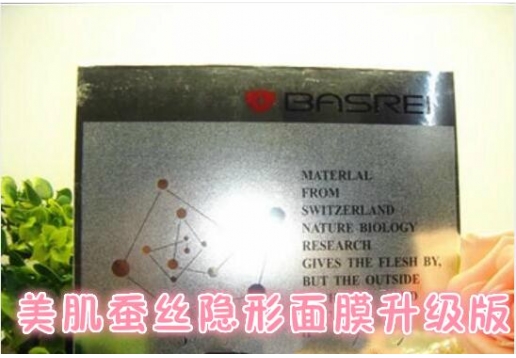 BASREI
MATERLAL
FROM
SWITZERLAND
NATURE BIOLOGY
RESEARCH
GIVES THE FLESH BY,
BUT THE OUTSIDE
美肌蚕丝隐形面膜升级版